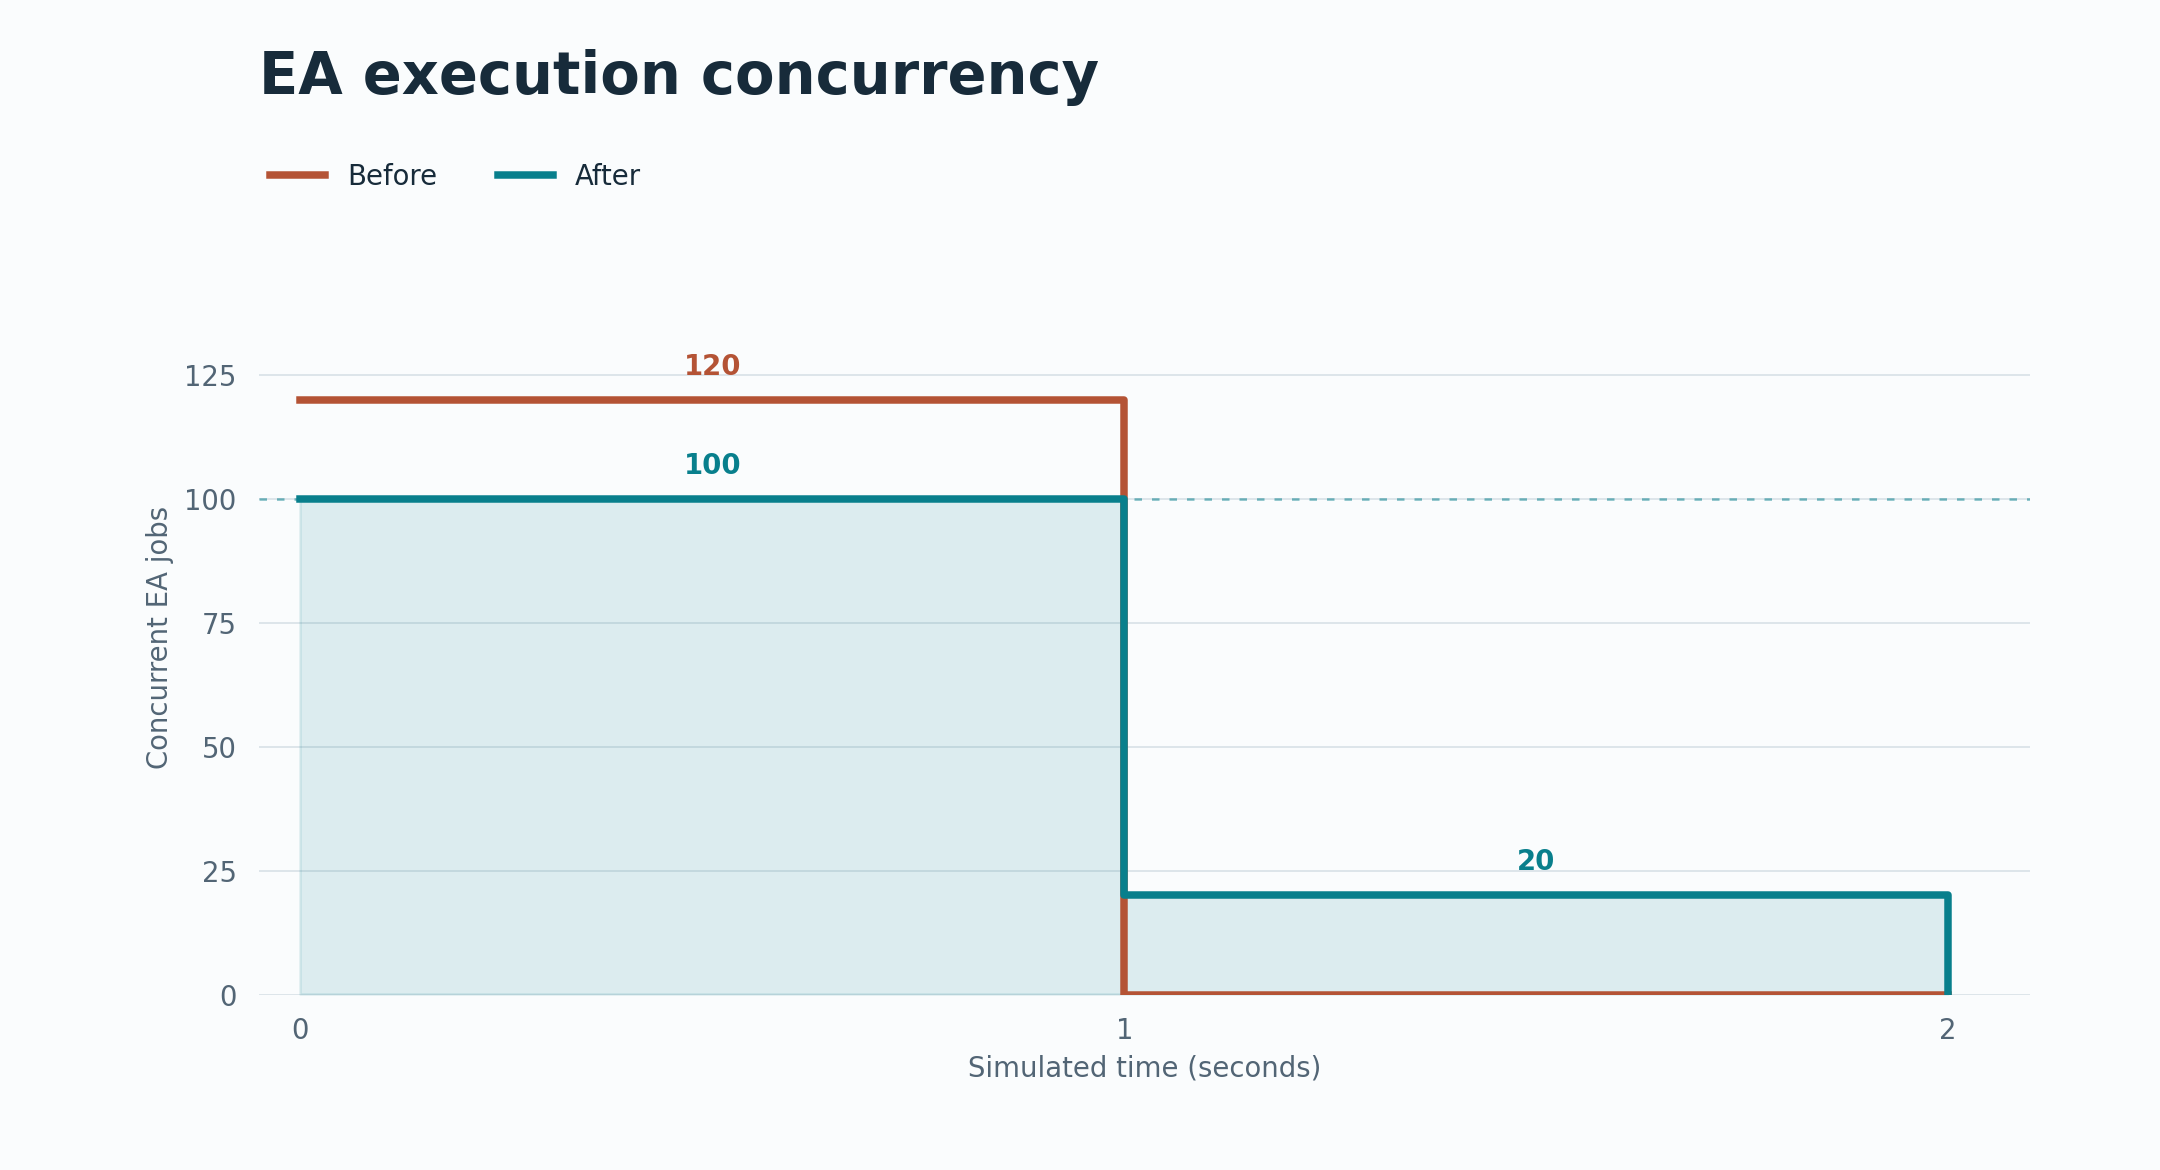 EA execution concurrency
Before After
120
125
100
100
75
50
25
20
0
Concurrent EA jobs
0 1 2
Simulated time (seconds)